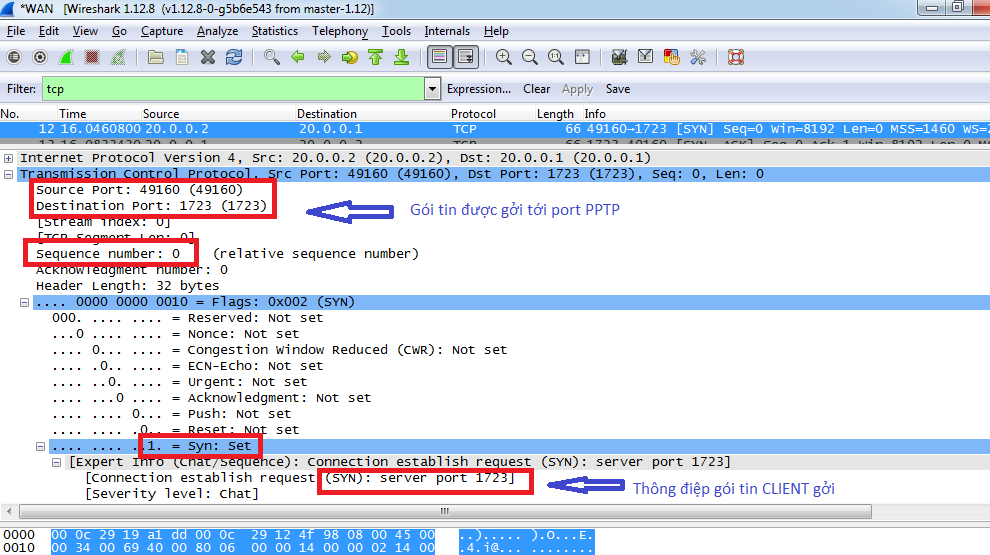 *WAN [Wireshark 1.12.8 (v1.12.8-0-g5b6e543 from master-1.12)]
File Edit View Go Capture Analyze Statistics Telephony Tools Internals Help
Filter: tcp Expression... Clear Apply Save
No. Time Source Destination Protocol Length Info
12 16.0460800 20.0.0.2 20.0.0.1 TCP 66 49160→1723 [SYN] Seq=0 Win=8192 Len=0 MSS=1460 WS=2
Internet Protocol Version 4, Src: 20.0.0.2 (20.0.0.2), Dst: 20.0.0.1 (20.0.0.1)
Transmission Control Protocol, Src Port: 49160 (49160), Dst Port: 1723 (1723), Seq: 0, Len: 0
Source Port: 49160 (49160)
Destination Port: 1723 (1723)
Gói tin được gởi tới port PPTP
[Stream index: 0]
[TCP Segment Len: 0]
Sequence number: 0 (relative sequence number)
Acknowledgment number: 0
Header Length: 32 bytes
.... 0000 0000 0010 = Flags: 0x002 (SYN)
000. .... .... = Reserved: Not set
...0 .... .... = Nonce: Not set
.... 0... .... = Congestion Window Reduced (CWR): Not set
.... .0.. .... = ECN-Echo: Not set
.... ..0. .... = Urgent: Not set
.... ...0 .... = Acknowledgment: Not set
.... .... 0... = Push: Not set
.... .... .0.. = Reset: Not set
.... .... ..1. = Syn: Set
[Expert Info (Chat/Sequence): Connection establish request (SYN): server port 1723]
[Connection establish request (SYN): server port 1723]
Thông điệp gói tin CLIENT gởi
[Severity level: Chat]
0000 00 0c 29 19 a1 dd 00 0c 29 12 4f 98 08 00 45 00 ..)..... ).O...E.
0010 00 34 00 69 40 00 80 06 00 00 14 00 00 02 14 00 .4.i@... ........